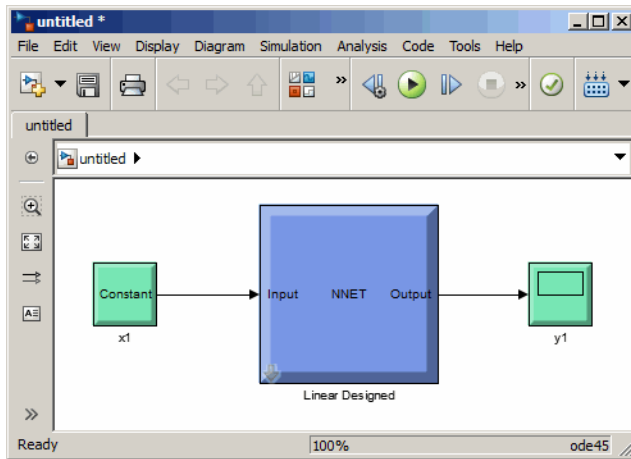 untitled *
File Edit View Display Diagram Simulation Analysis Code Tools Help
untitled
untitled
Constant
x1
Input NNET Output
Linear Designed
y1
Ready 100% ode45